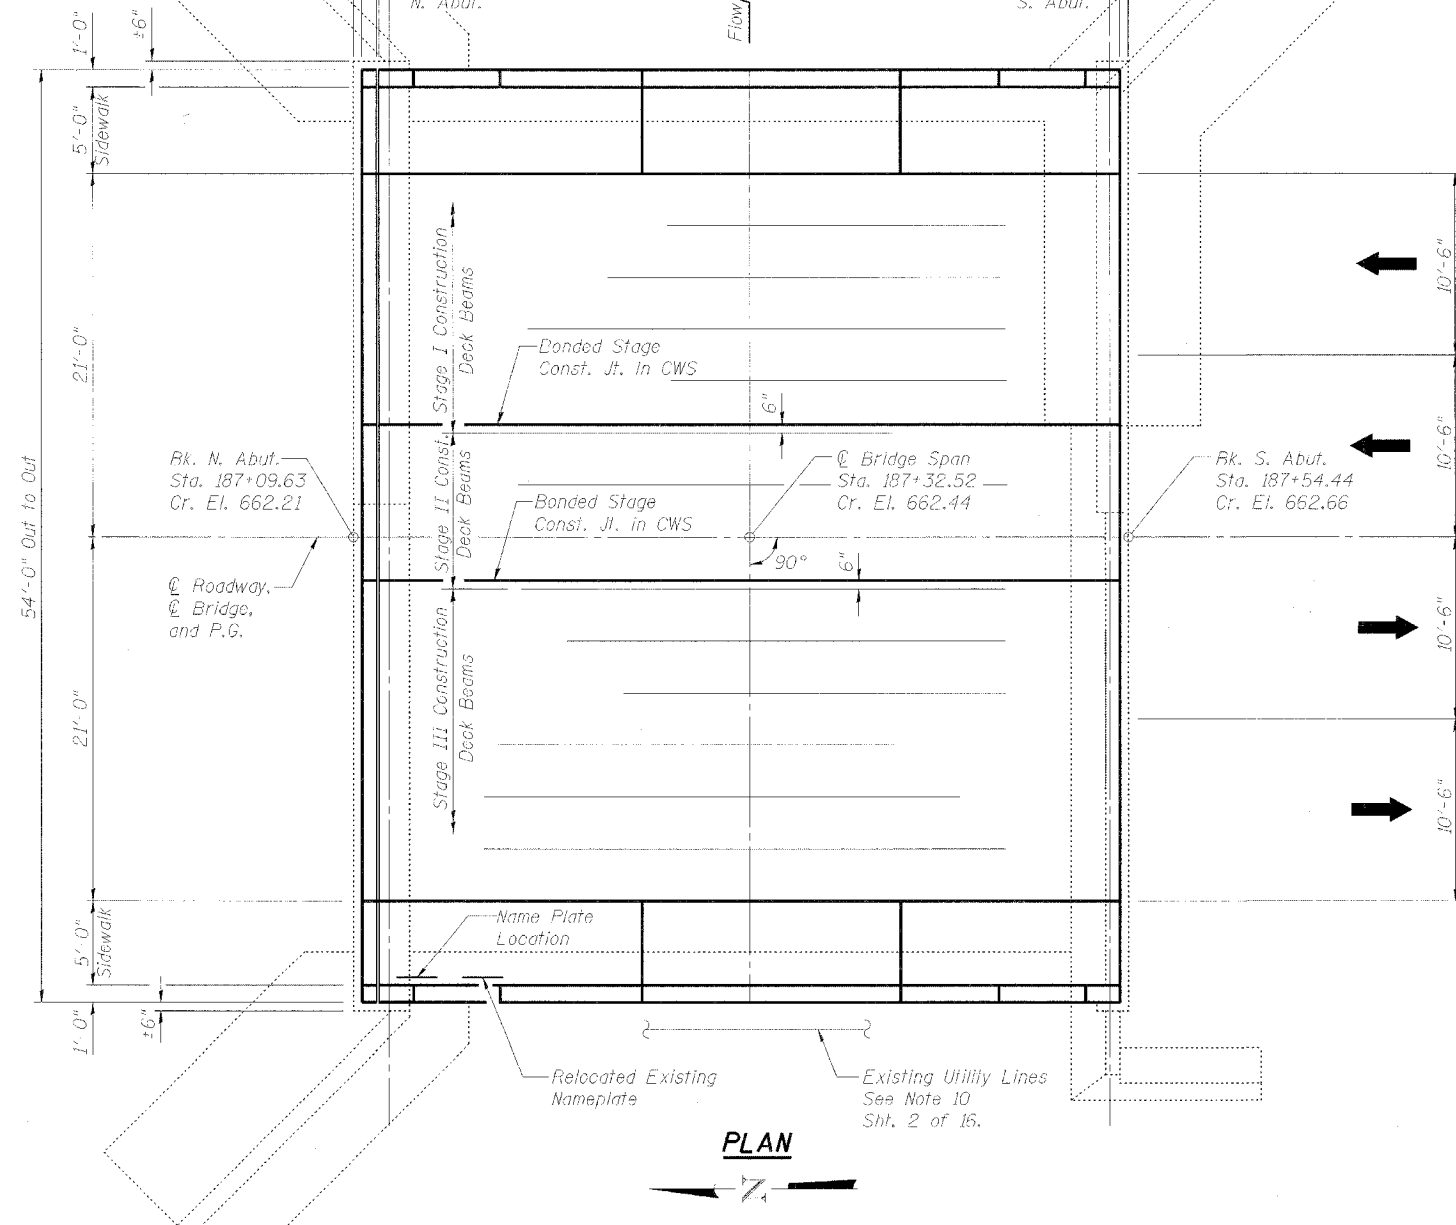 N. Abut.
Flow
S. Abut.
1'-0"
±6"
5'-0"
Sidewalk
21'-0"
54'-0" Out to Out
21'-0"
5'-0"
Sidewalk
1'-0"
±6"
Stage I Construction
Deck Beams
Stage II Const.
Deck Beams
Stage III Construction
Deck Beams
Bonded Stage
Const. Jt. in CWS
6"
Bk. N. Abut.
Sta. 187+09.63
Cr. El. 662.21
℄ Bridge Span
Sta. 187+32.52
Cr. El. 662.44
Bk. S. Abut.
Sta. 187+54.44
Cr. El. 662.66
Bonded Stage
Const. Jt. in CWS
90°
6"
℄ Roadway,
℄ Bridge,
and P.G.
10'-6"
10'-6"
10'-6"
10'-6"
Name Plate
Location
Relocated Existing
Nameplate
Existing Utility Lines
See Note 10
Sht. 2 of 16.
PLAN
N